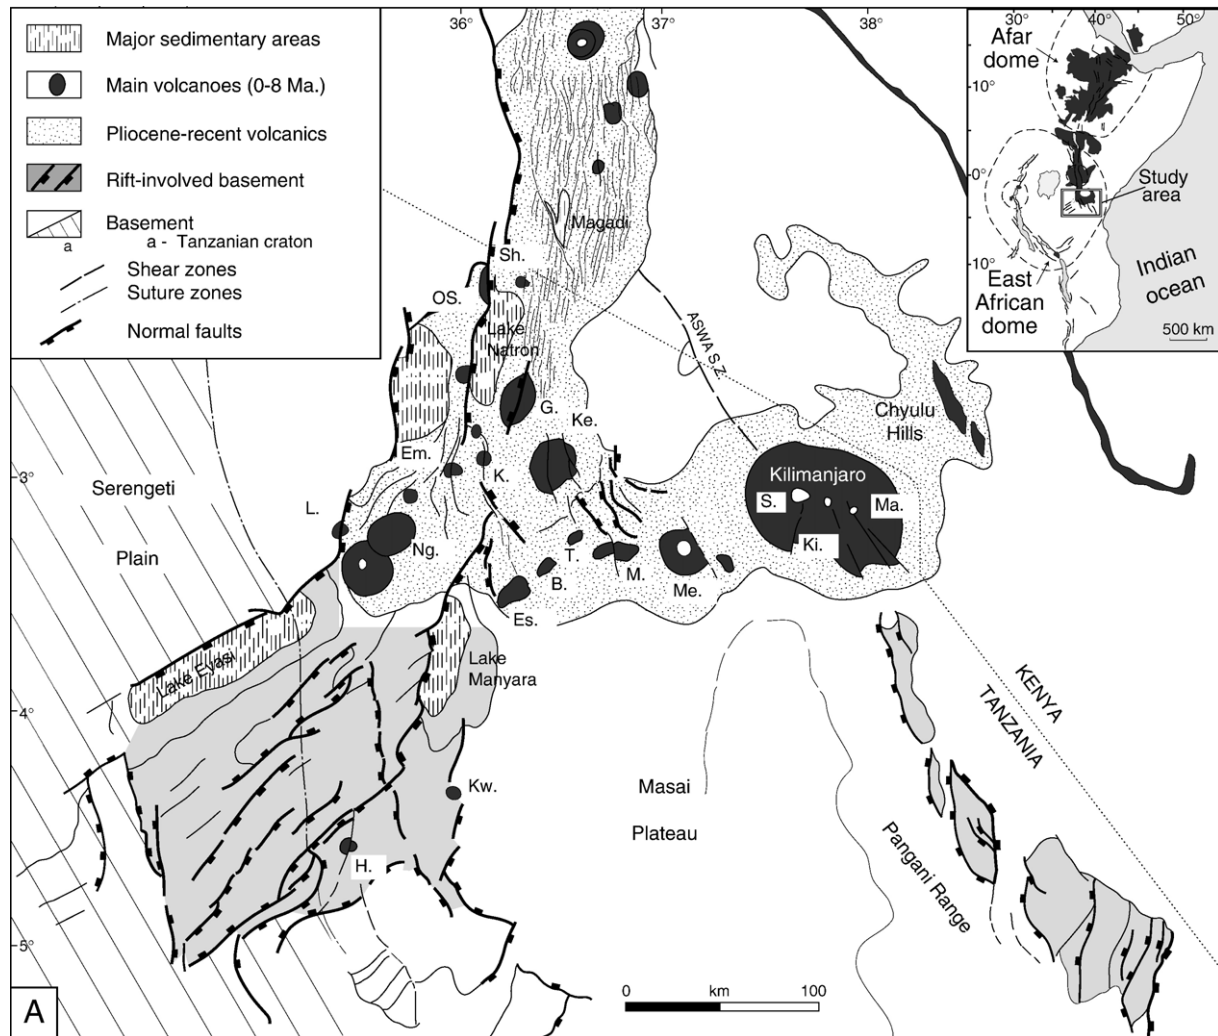 36°
37°
38°
Major sedimentary areas
Main volcanoes (0-8 Ma.)
Pliocene-recent volcanics
Rift-involved basement
Basement
a
a - Tanzanian craton
Shear zones
Suture zones
Normal faults
30°
40°
50°
Afar
dome
10°
0°
Study
area
10°
East
African
dome
Indian
ocean
500 km
Magadi
Sh.
OS.
Lake
Natron
ASWA S.Z.
G.
Ke.
Chyulu
Hills
Em.
K.
3°
Serengeti
Plain
L.
Kilimanjaro
S.
Ma.
Ki.
Ng.
T.
B.
M.
Me.
Es.
Lake Eyasi
Lake
Manyara
KENYA
TANZANIA
4°
Masai
Plateau
Kw.
H.
Pangani Range
5°
A
0
km
100